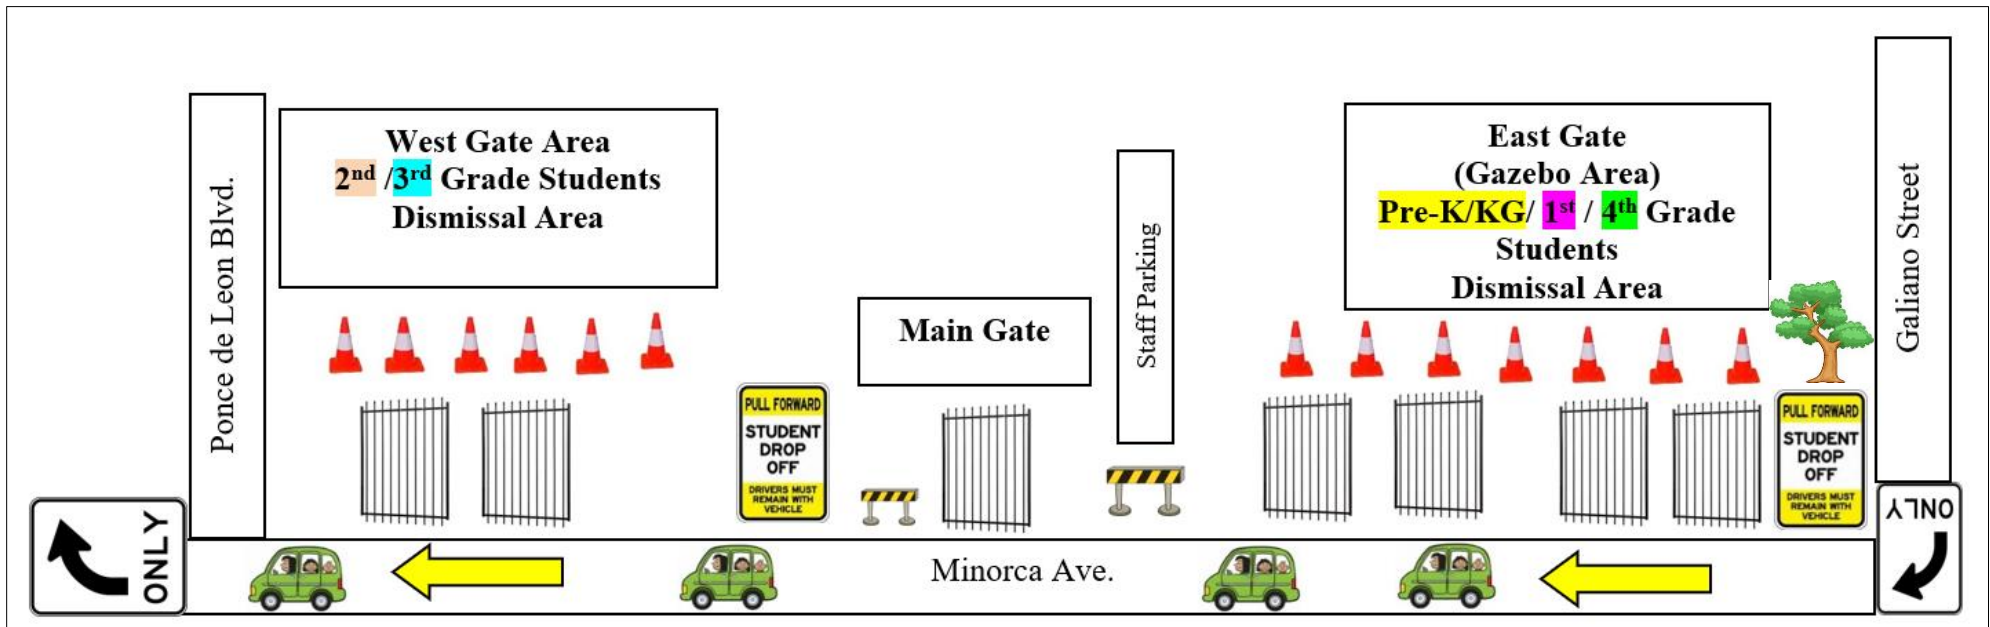 Ponce de Leon Blvd.
West Gate Area
2nd /3rd Grade Students
Dismissal Area
PULL FORWARD
STUDENT
DROP
OFF
DRIVERS MUST
REMAIN WITH
VEHICLE
Main Gate
Staff Parking
East Gate
(Gazebo Area)
Pre-K/KG/ 1st / 4th Grade
Students
Dismissal Area
PULL FORWARD
STUDENT
DROP
OFF
DRIVERS MUST
REMAIN WITH
VEHICLE
Galiano Street
ONLY
Minorca Ave.
ONLY